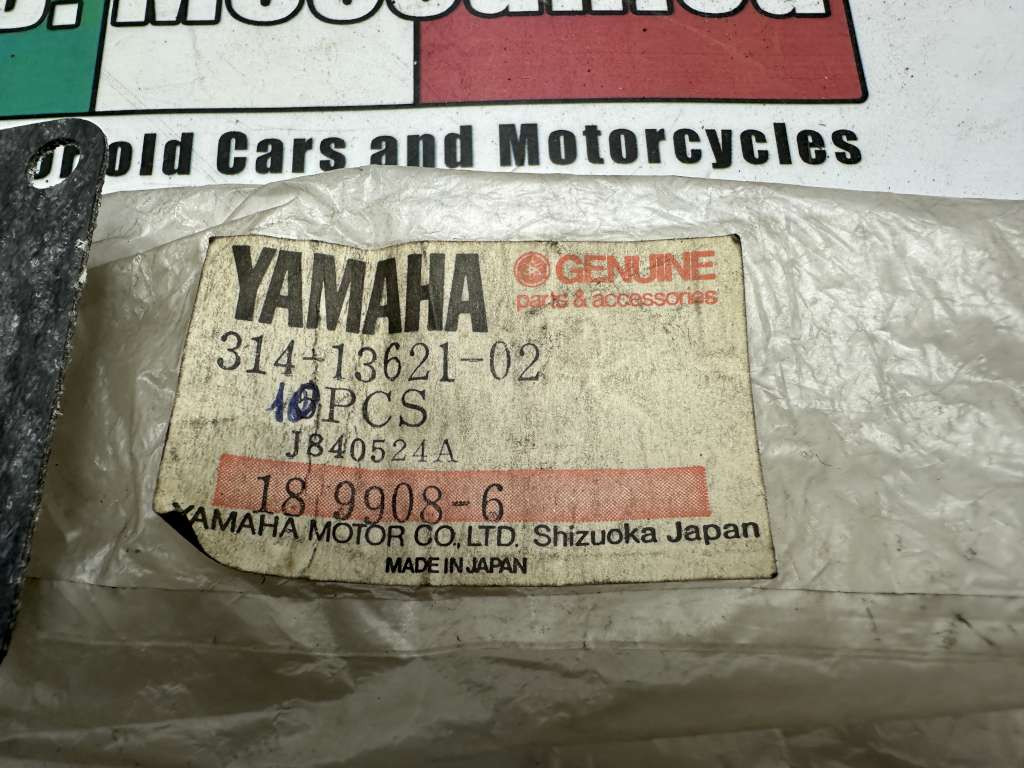 or old Cars and Motorcycles
YAMAHA
GENUINE
parts & accessories
314-13621-02
PCS
J840524A
18 9908-6
YAMAHA MOTOR CO., LTD. Shizuoka Japan
MADE IN JAPAN